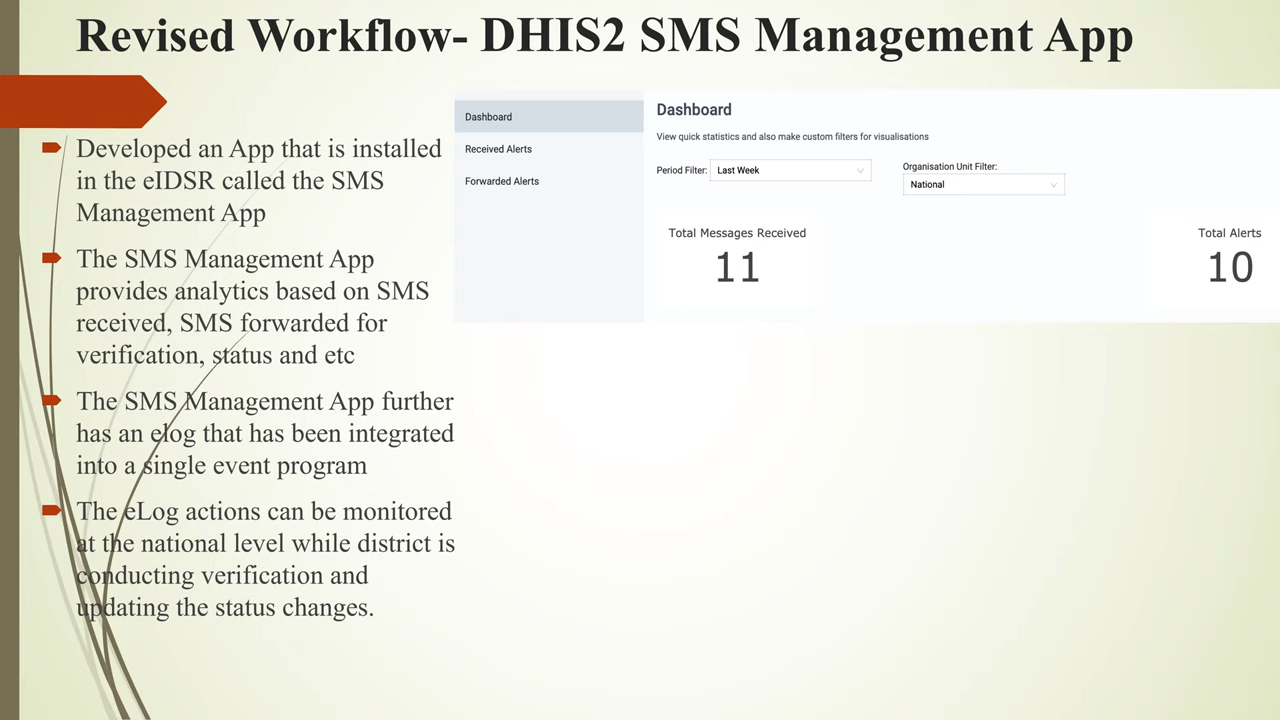 Revised Workflow- DHIS2 SMS Management App
Developed an App that is installed
in the eIDSR called the SMS
Management App
The SMS Management App
provides analytics based on SMS
received, SMS forwarded for
verification, status and etc
The SMS Management App further
has an elog that has been integrated
into a single event program
The eLog actions can be monitored
at the national level while district is
conducting verification and
updating the status changes.
Dashboard
Received Alerts
Forwarded Alerts
Dashboard
View quick statistics and also make custom filters for visualisations
Period Filter: Last Week
Organisation Unit Filter:
National
Total Messages Received
11
Total Alerts
10